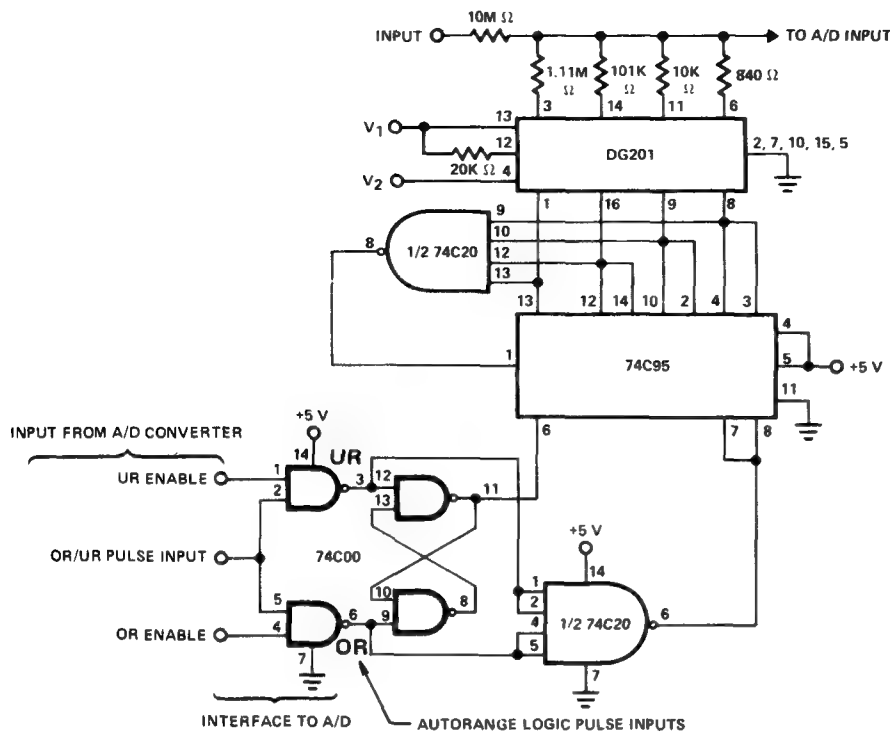 10M Ω
INPUT
TO A/D INPUT
1.11M Ω
101K Ω
10K Ω
840 Ω
3
14
11
6
V1
13
12
20K Ω
V2
4
DG201
2, 7, 10, 15, 5
1
16
9
8
8
1/2 74C20
9
10
12
13
13
12
14
10
2
4
3
1
74C95
4
5
11
+5 V
6
7
8
INPUT FROM A/D CONVERTER
+5 V
14
UR
UR ENABLE
1
2
3
12
13
11
OR/UR PULSE INPUT
74C00
+5 V
14
5
4
6
10
9
8
1
2
4
5
1/2 74C20
6
OR ENABLE
7
OR
7
INTERFACE TO A/D
AUTORANGE LOGIC PULSE INPUTS